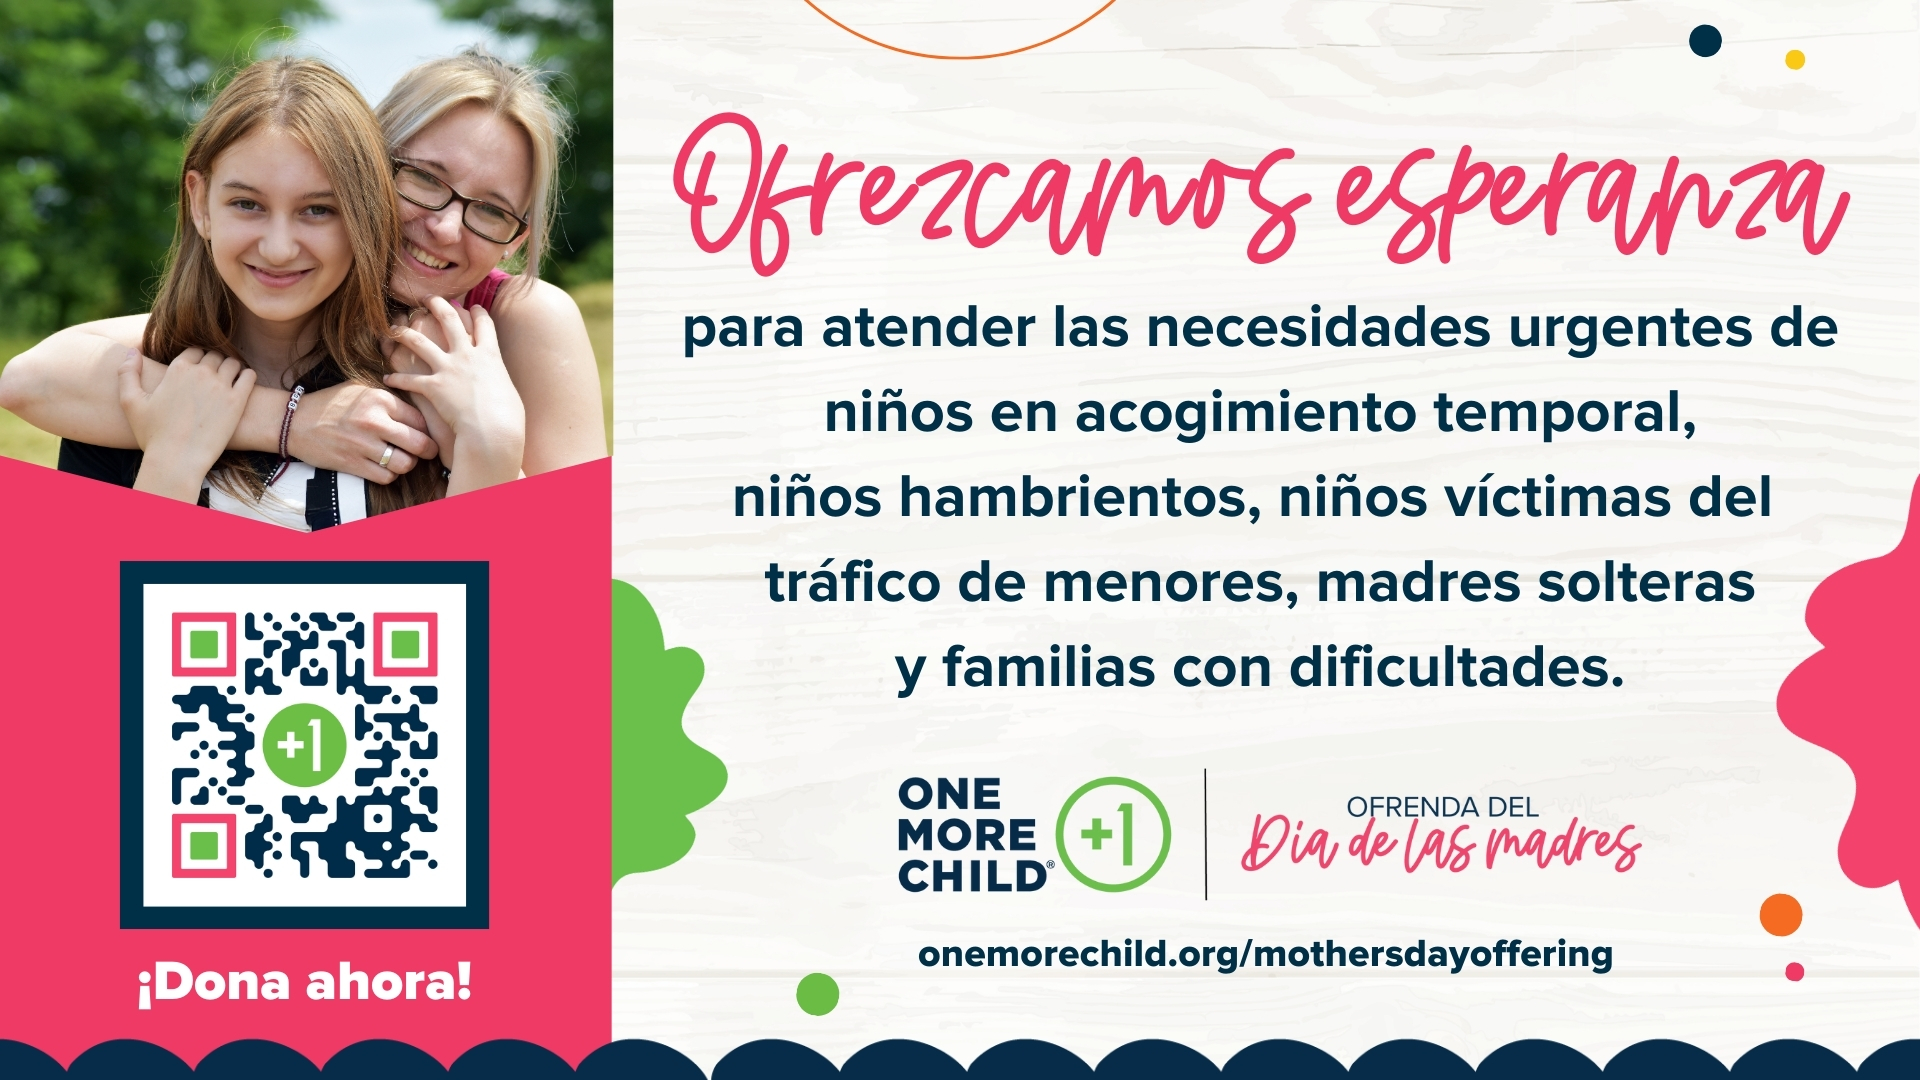 Ofrezcamos esperanza
para atender las necesidades urgentes de
niños en acogimiento temporal,
niños hambrientos, niños víctimas del
tráfico de menores, madres solteras
y familias con dificultades.
+1
¡Dona ahora!
ONE
MORE
CHILD®
+1
OFRENDA DEL
Dia de las madres
onemorechild.org/mothersdayoffering